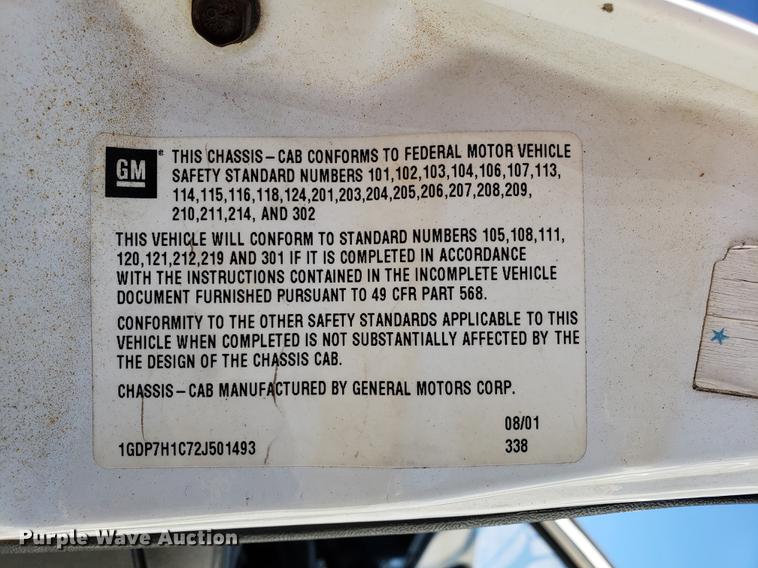 GM
THIS CHASSIS-CAB CONFORMS TO FEDERAL MOTOR VEHICLE
SAFETY STANDARD NUMBERS 101,102,103,104,106,107,113,
114,115,116,118,124,201,203,204,205,206,207,208,209,
210,211,214, AND 302
THIS VEHICLE WILL CONFORM TO STANDARD NUMBERS 105,108,111,
120,121,212,219 AND 301 IF IT IS COMPLETED IN ACCORDANCE
WITH THE INSTRUCTIONS CONTAINED IN THE INCOMPLETE VEHICLE
DOCUMENT FURNISHED PURSUANT TO 49 CFR PART 568.
CONFORMITY TO THE OTHER SAFETY STANDARDS APPLICABLE TO THIS
VEHICLE WHEN COMPLETED IS NOT SUBSTANTIALLY AFFECTED BY THE
THE DESIGN OF THE CHASSIS CAB.
CHASSIS-CAB MANUFACTURED BY GENERAL MOTORS CORP.
08/01
1GDP7H1C72J501493 338
Purple Wave Auction